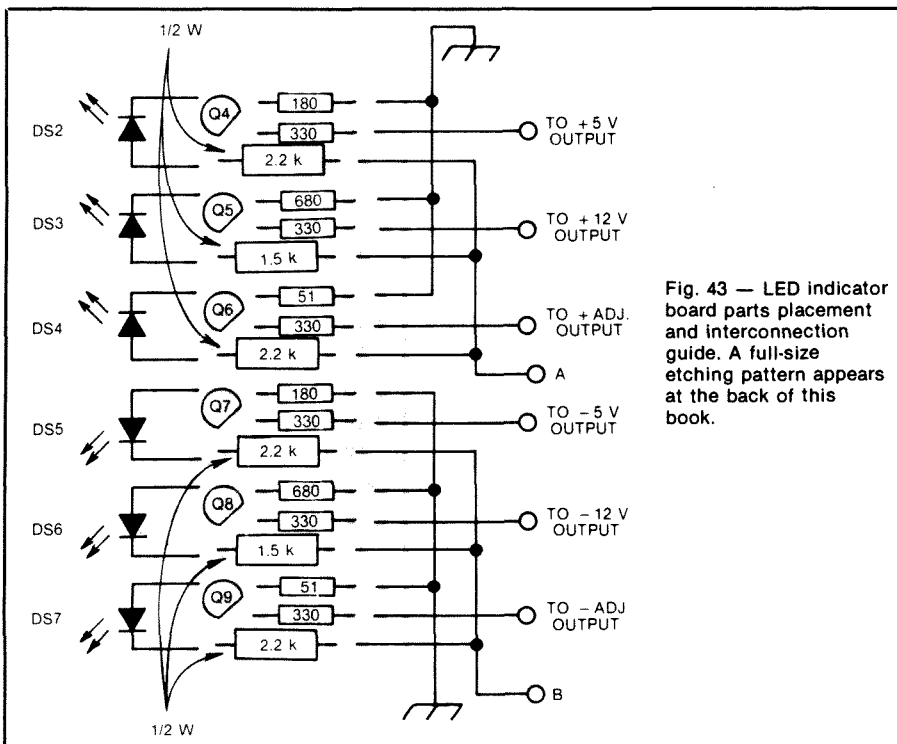 1/2 W
DS2
Q4
180
330
2.2 k
TO + 5 V
OUTPUT
DS3
Q5
680
330
1.5 k
TO + 12 V
OUTPUT
DS4
Q6
51
330
2.2 k
TO + ADJ.
OUTPUT
A
DS5
Q7
180
330
2.2 k
TO – 5 V
OUTPUT
DS6
Q8
680
330
1.5 k
TO – 12 V
OUTPUT
DS7
Q9
51
330
2.2 k
TO – ADJ
OUTPUT
B
1/2 W
Fig. 43 — LED indicator
board parts placement
and interconnection
guide. A full-size
etching pattern appears
at the back of this
book.